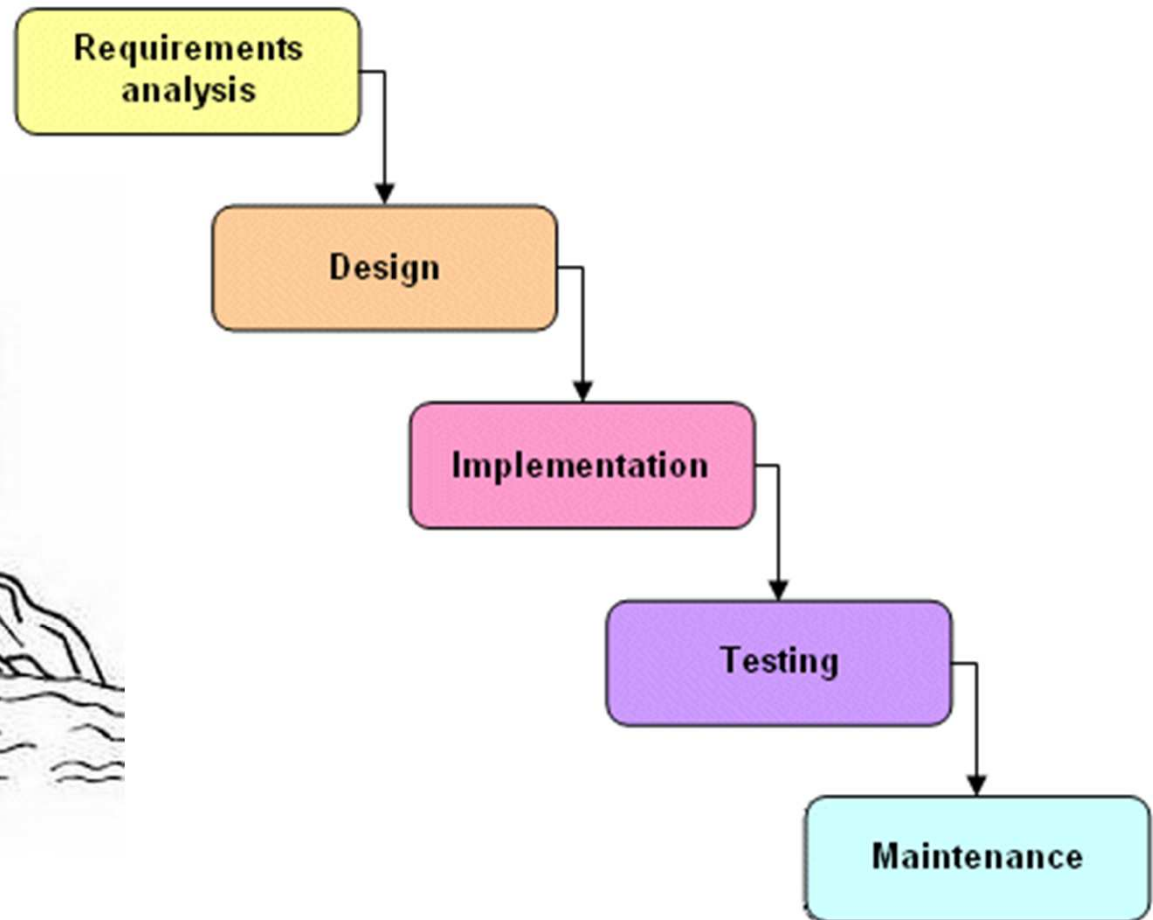 Requirements
analysis
Design
Implementation
Testing
Maintenance